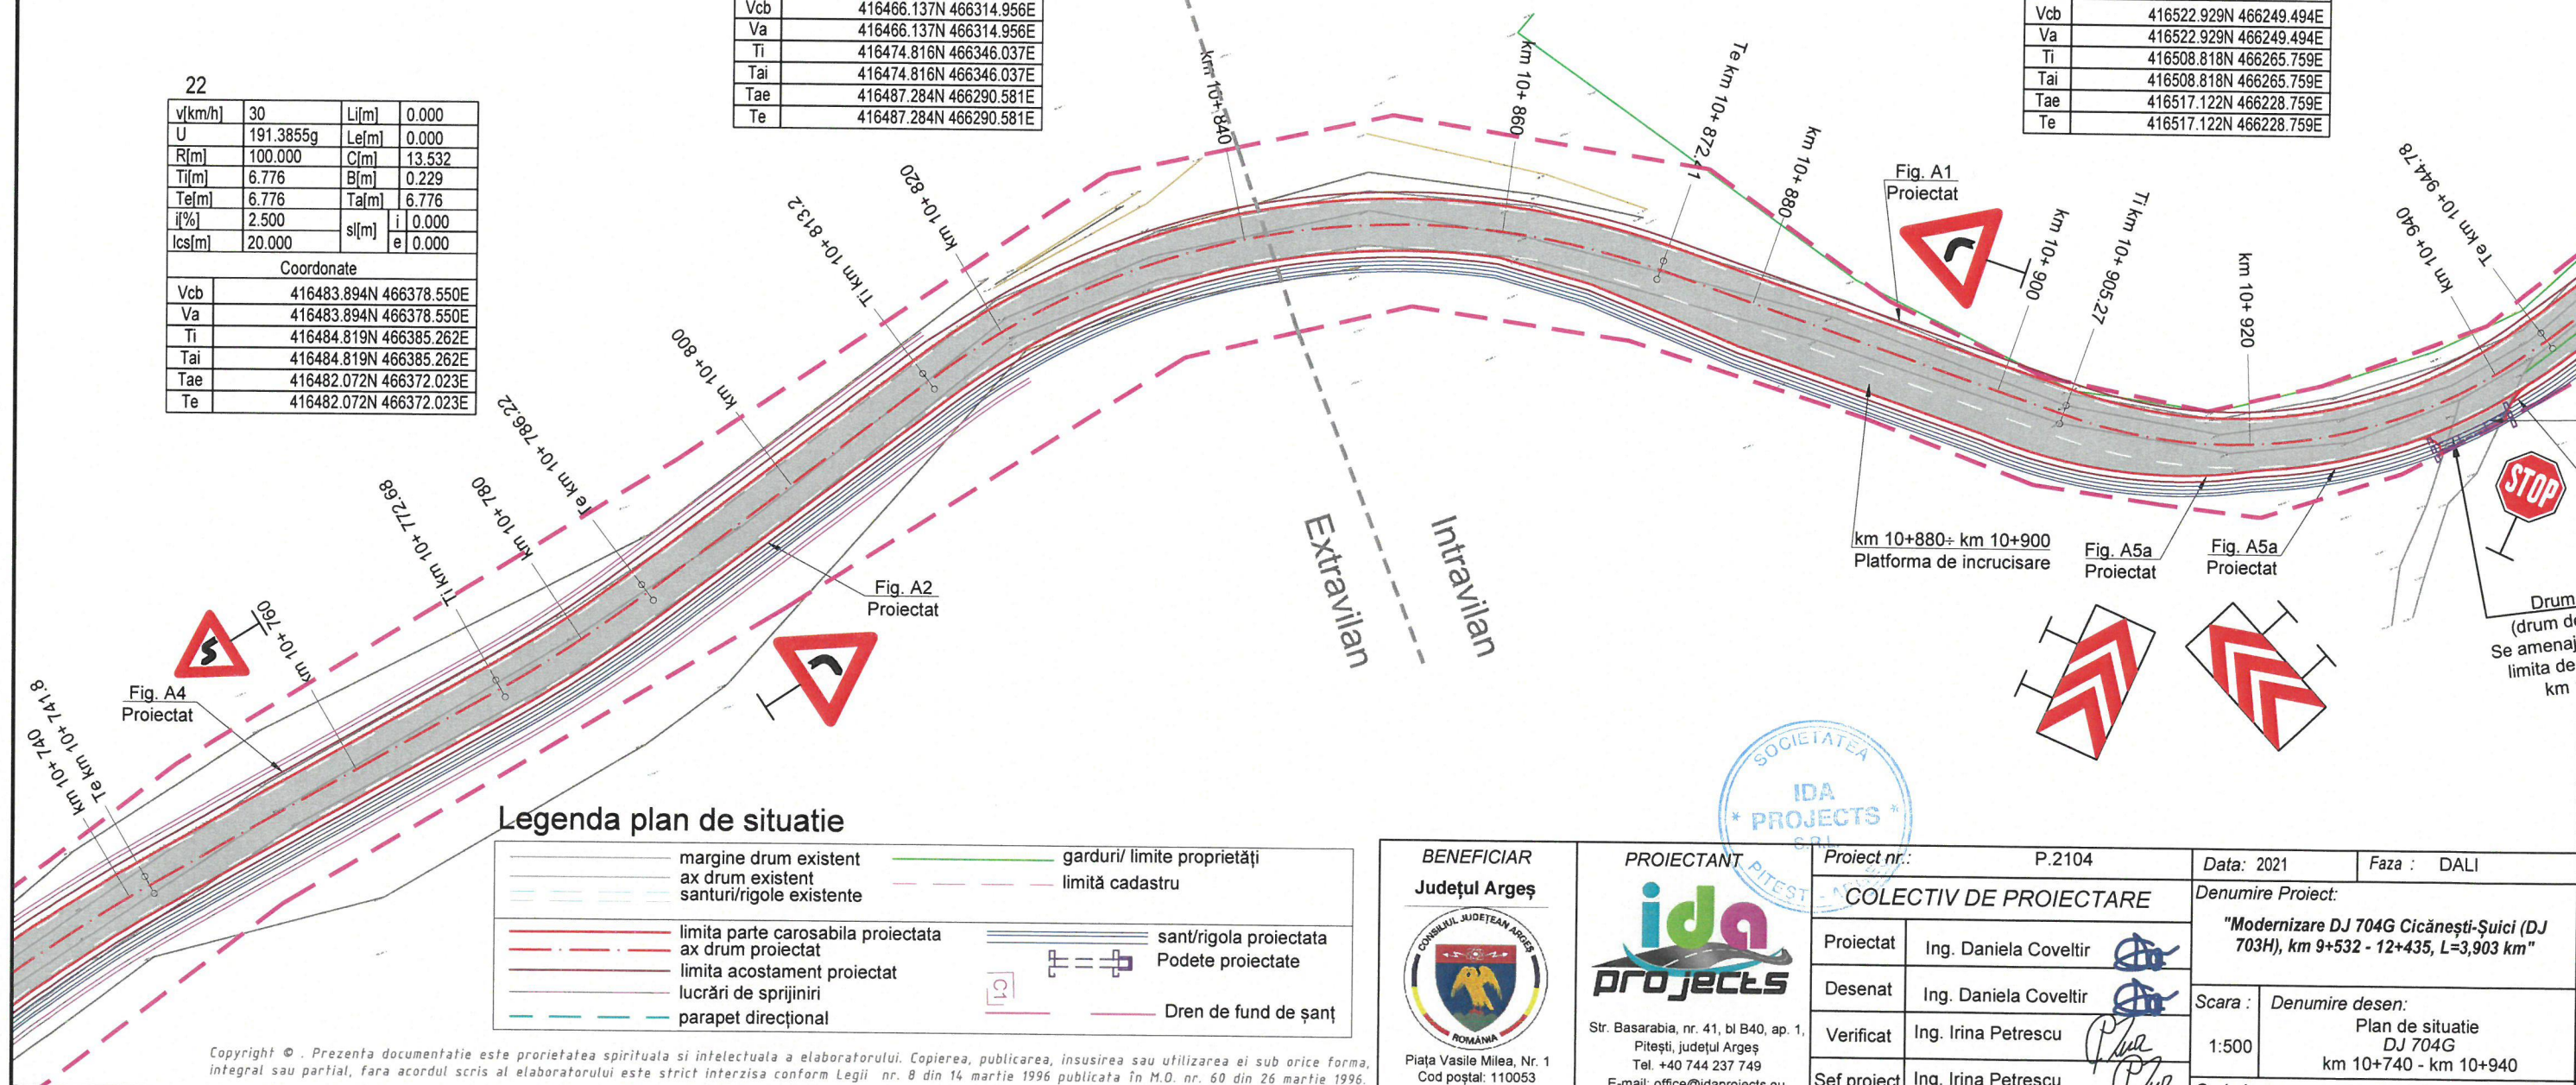 Vcb 416466.137N 466314.956E
Va 416466.137N 466314.956E
Ti 416474.816N 466346.037E
Tai 416474.816N 466346.037E
Tae 416487.284N 466290.581E
Te 416487.284N 466290.581E
Vcb 416522.929N 466249.494E
Va 416522.929N 466249.494E
Ti 416508.818N 466265.759E
Tai 416508.818N 466265.759E
Tae 416517.122N 466228.759E
Te 416517.122N 466228.759E
22
v[km/h] 30 Li[m] 0.000
U 191.3855g Le[m] 0.000
R[m] 100.000 C[m] 13.532
Ti[m] 6.776 B[m] 0.229
Te[m] 6.776 Ta[m] 6.776
i[%] 2.500 sl[m] i 0.000
lcs[m] 20.000 e 0.000
Coordonate
Vcb 416483.894N 466378.550E
Va 416483.894N 466378.550E
Ti 416484.819N 466385.262E
Tai 416484.819N 466385.262E
Tae 416482.072N 466372.023E
Te 416482.072N 466372.023E
km 10+ 740
Te km 10+ 741.8
km 10+ 760
Ti km 10+ 772.68
km 10+ 780
Te km 10+ 786.22
km 10+ 800
Ti km 10+ 813.2
km 10+ 820
km 10+ 840
km 10+ 860
Te km 10+ 872.
km 10+ 880
km 10+ 900
Ti km 10+ 905.27
km 10+ 920
km 10+ 940
Te km 10+ 944.78
Fig. A4
Proiectat
Fig. A2
Proiectat
Fig. A1
Proiectat
Extravilan
Intravilan
km 10+880÷ km 10+900
Platforma de incrucisare
Fig. A5a
Proiectat
Fig. A5a
Proiectat
STOP
Drum
(drum d
Se amenaj
limita de
km
Legenda plan de situatie
margine drum existent
ax drum existent
santuri/rigole existente
garduri/ limite proprietăți
limită cadastru
limita parte carosabila proiectata
ax drum proiectat
limita acostament proiectat
lucrări de sprijiniri
parapet direcțional
sant/rigola proiectata
Podete proiectate
C1
Dren de fund de șanț
Copyright © . Prezenta documentatie este prorietatea spirituala si intelectuala a elaboratorului. Copierea, publicarea, insusirea sau utilizarea ei sub orice forma,
integral sau partial, fara acordul scris al elaboratorului este strict interzisa conform Legii nr. 8 din 14 martie 1996 publicata în M.O. nr. 60 din 26 martie 1996.
BENEFICIAR
Județul Argeș
CONSILIUL JUDEȚEAN ARGEȘ
ROMÂNIA
Piața Vasile Milea, Nr. 1
Cod poștal: 110053
PROIECTANT
ida
projects
Str. Basarabia, nr. 41, bl B40, ap. 1,
Pitești, județul Argeș
Tel. +40 744 237 749
E-mail: office@idaprojects.eu
SOCIETATEA
IDA
* PROJECTS *
S.R.L.
PITEST
Proiect nr.: P.2104
COLECTIV DE PROIECTARE
Proiectat Ing. Daniela Coveltir
Desenat Ing. Daniela Coveltir
Verificat Ing. Irina Petrescu
Sef proiect Ing. Irina Petrescu
Data: 2021 Faza : DALI
Denumire Proiect:
"Modernizare DJ 704G Cicănești-Șuici (DJ
703H), km 9+532 - 12+435, L=3,903 km"
Scara :
1:500
Denumire desen:
Plan de situatie
DJ 704G
km 10+740 - km 10+940